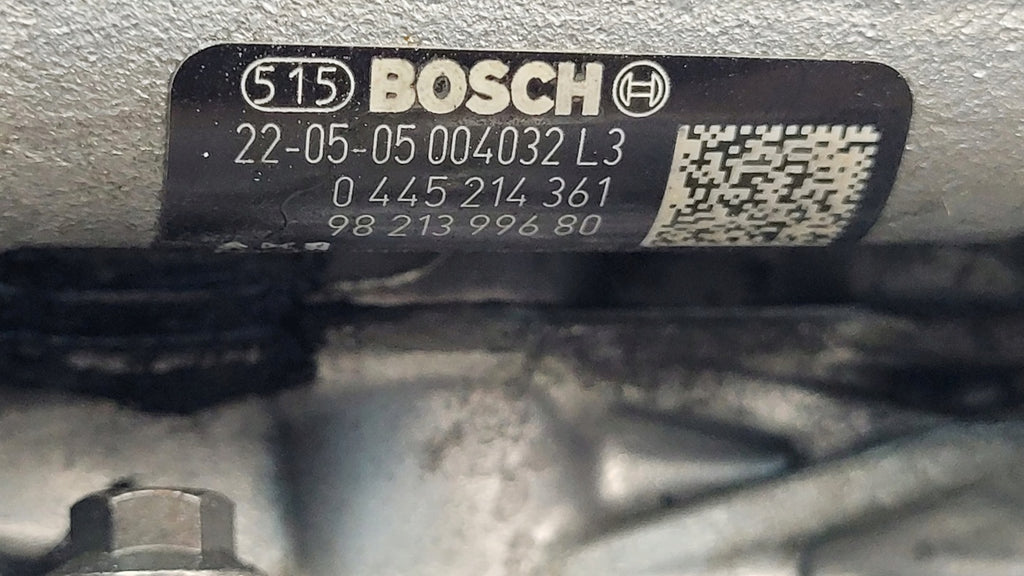 515 BOSCH
22-05-05 004032 L3
0 445 214 361
98 213 996 80